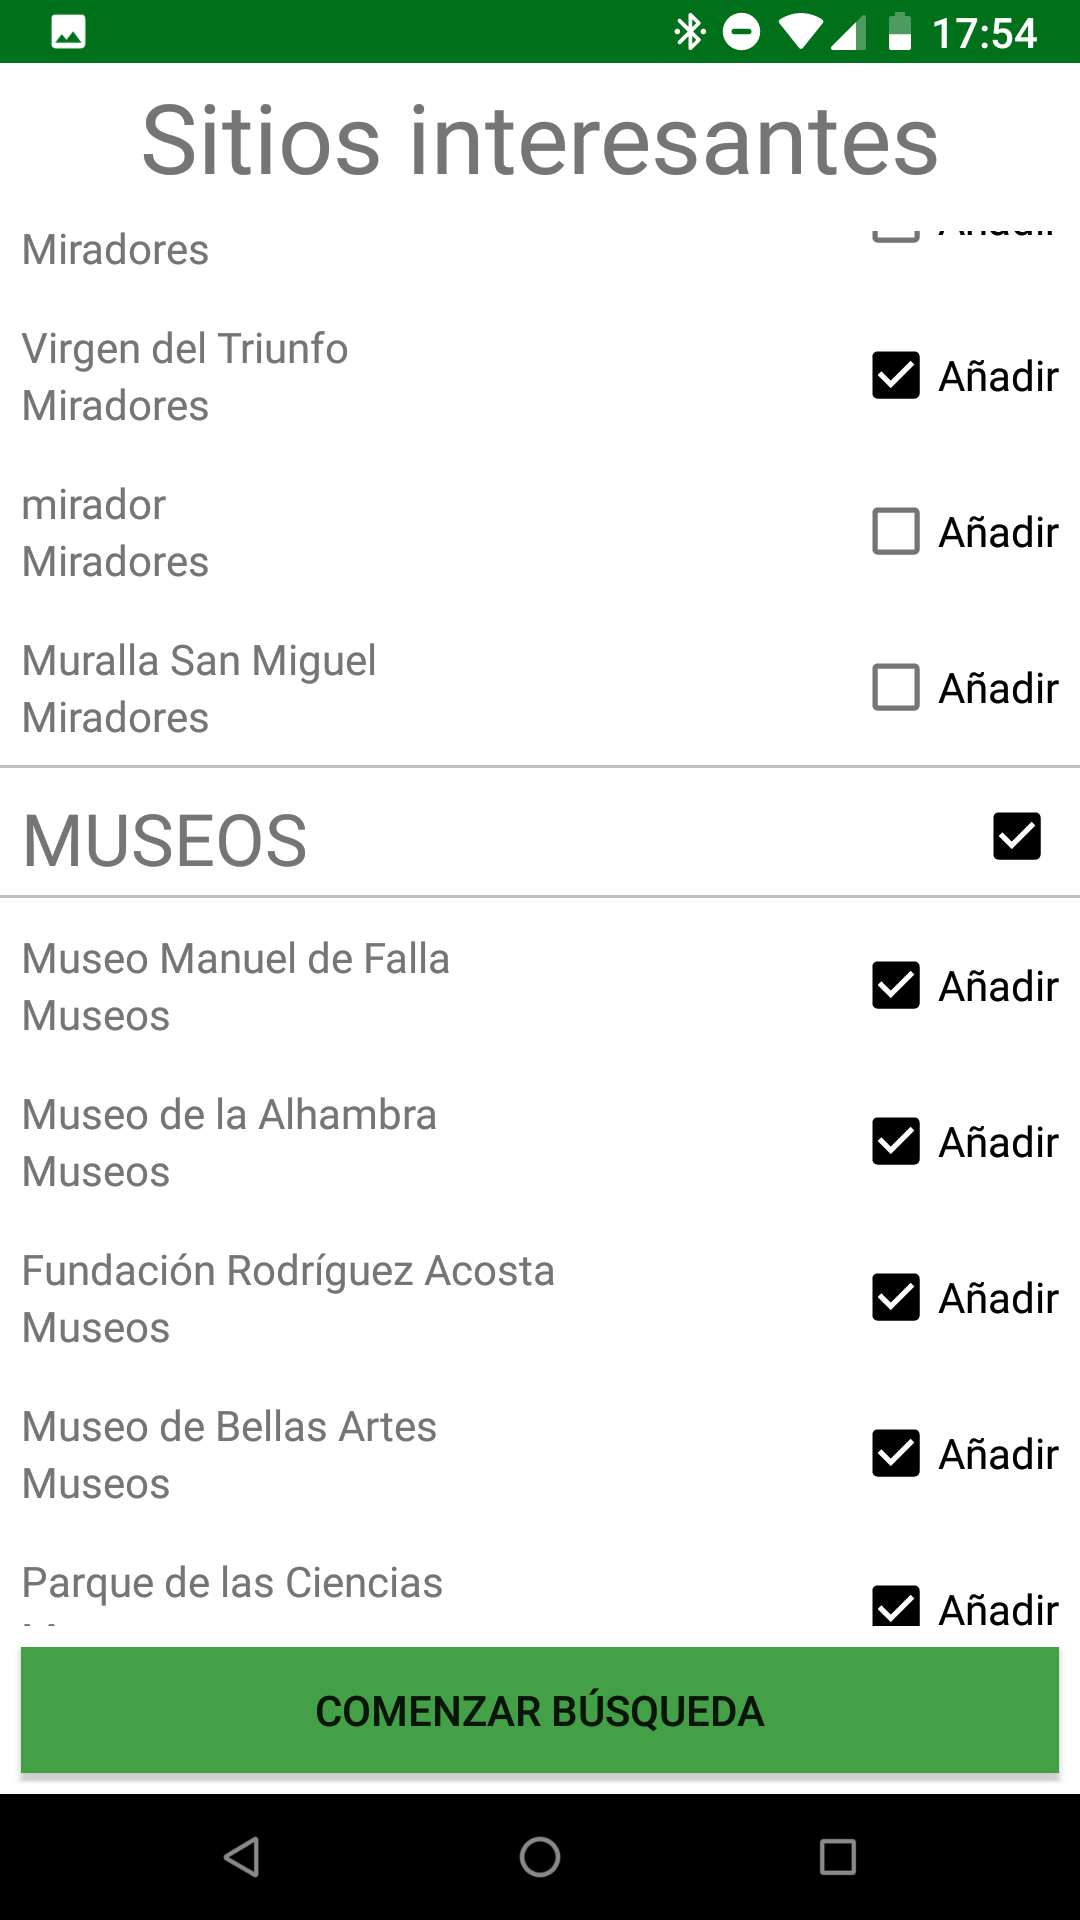 17:54
Sitios interesantes
Miradores
Añadir
Virgen del Triunfo
Miradores
Añadir
mirador
Miradores
Añadir
Muralla San Miguel
Miradores
Añadir
MUSEOS
Museo Manuel de Falla
Museos
Añadir
Museo de la Alhambra
Museos
Añadir
Fundación Rodríguez Acosta
Museos
Añadir
Museo de Bellas Artes
Museos
Añadir
Parque de las Ciencias
Añadir
COMENZAR BÚSQUEDA